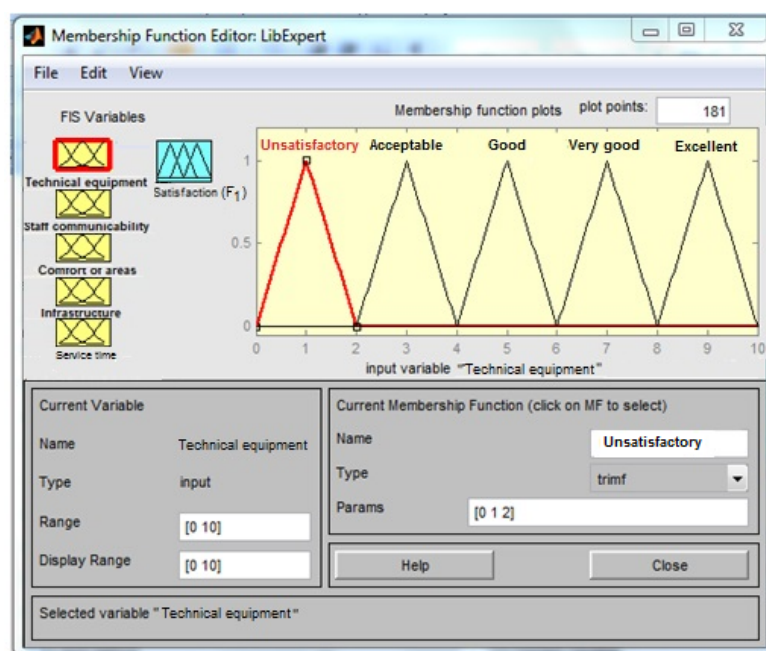 Membership Function Editor: LibExpert
File Edit View
FIS Variables
Membership function plots plot points: 181
Technical equipment
Satisfaction (F1)
Staff communicability
Comfort of areas
Infrastructure
Service time
Unsatisfactory Acceptable Good Very good Excellent
1
0.5
0
0 1 2 3 4 5 6 7 8 9 10
input variable "Technical equipment"
Current Variable
Name Technical equipment
Type input
Range [0 10]
Display Range [0 10]
Current Membership Function (click on MF to select)
Name Unsatisfactory
Type trimf
Params [0 1 2]
Help Close
Selected variable "Technical equipment"